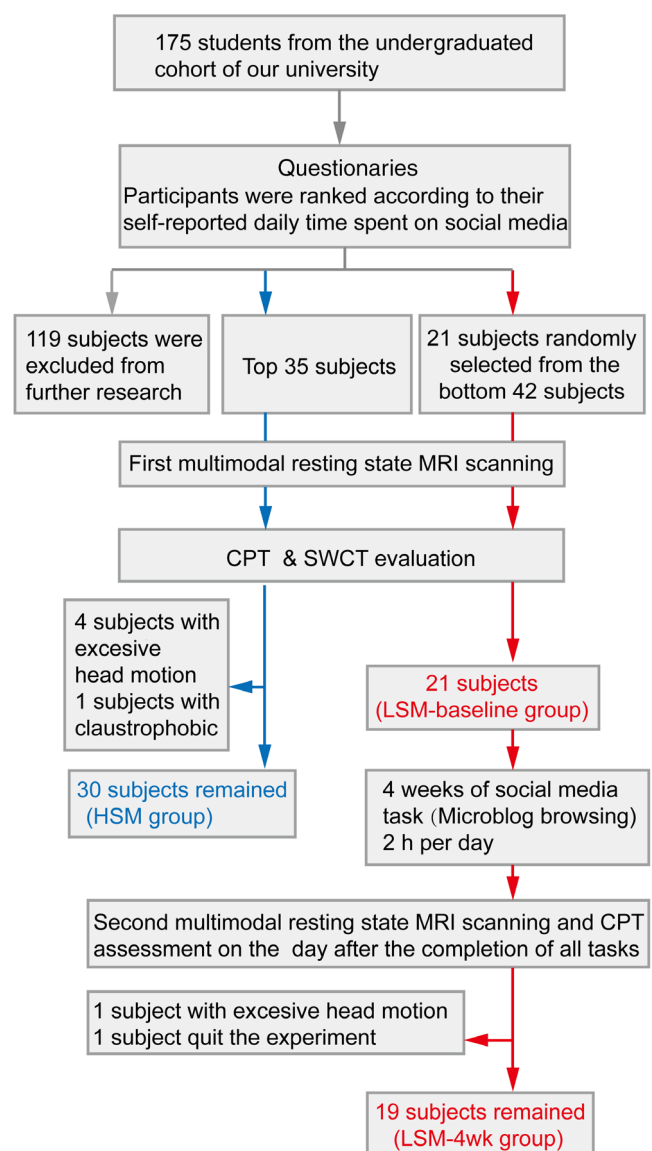 175 students from the undergraduated
cohort of our university
Questionaries
Participants were ranked according to their
self-reported daily time spent on social media
119 subjects were
excluded from
further research
Top 35 subjects
21 subjects randomly
selected from the
bottom 42 subjects
First multimodal resting state MRI scanning
CPT & SWCT evaluation
4 subjects with
excesive
head motion
1 subjects with
claustrophobic
21 subjects
(LSM-baseline group)
30 subjects remained
(HSM group)
4 weeks of social media
task (Microblog browsing)
2 h per day
Second multimodal resting state MRI scanning and CPT
assessment on the day after the completion of all tasks
1 subject with excesive head motion
1 subject quit the experiment
19 subjects remained
(LSM-4wk group)